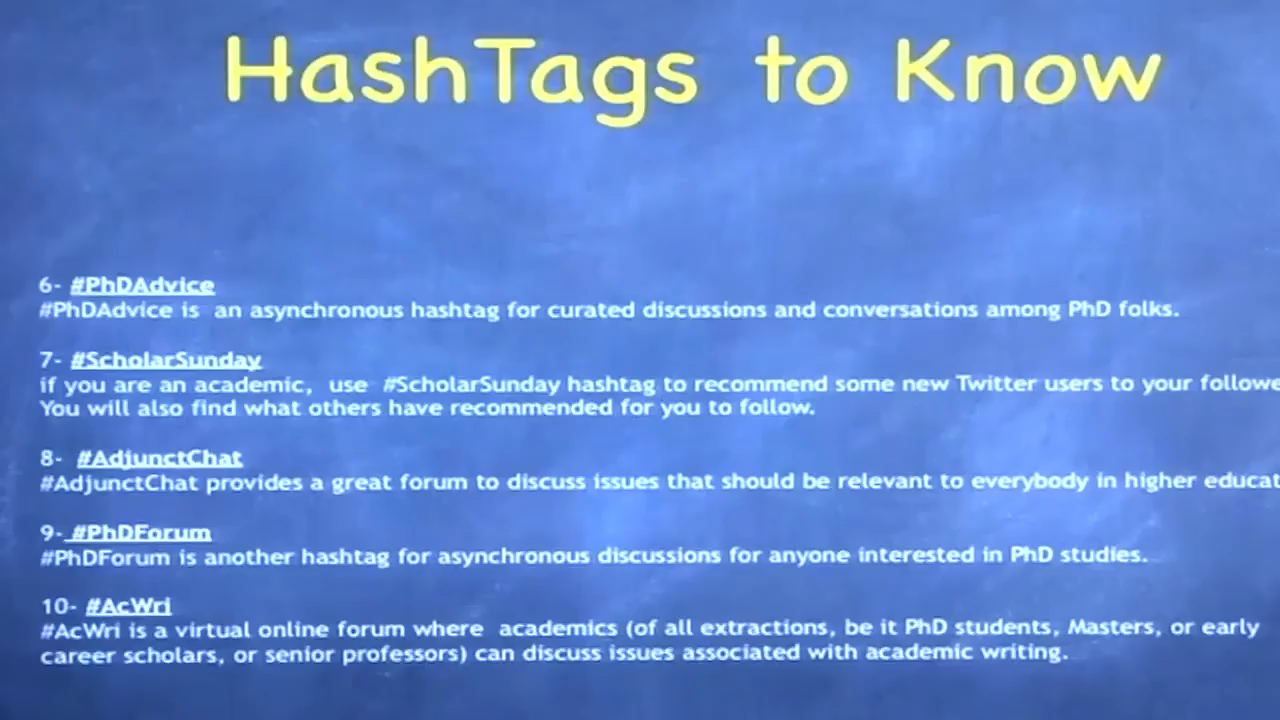 HashTags to Know
6- #PhDAdvice
#PhDAdvice is an asynchronous hashtag for curated discussions and conversations among PhD folks.
7- #ScholarSunday
if you are an academic, use #ScholarSunday hashtag to recommend some new Twitter users to your followe
You will also find what others have recommended for you to follow.
8- #AdjunctChat
#AdjunctChat provides a great forum to discuss issues that should be relevant to everybody in higher educat
9- #PhDForum
#PhDForum is another hashtag for asynchronous discussions for anyone interested in PhD studies.
10- #AcWri
#AcWri is a virtual online forum where academics (of all extractions, be it PhD students, Masters, or early
career scholars, or senior professors) can discuss issues associated with academic writing.